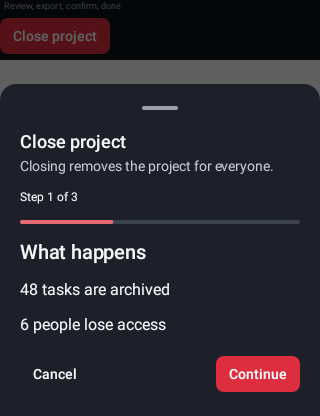 Review, export, confirm, done
Close project
Close project
Closing removes the project for everyone.
Step 1 of 3
What happens
48 tasks are archived
6 people lose access
Cancel
Continue